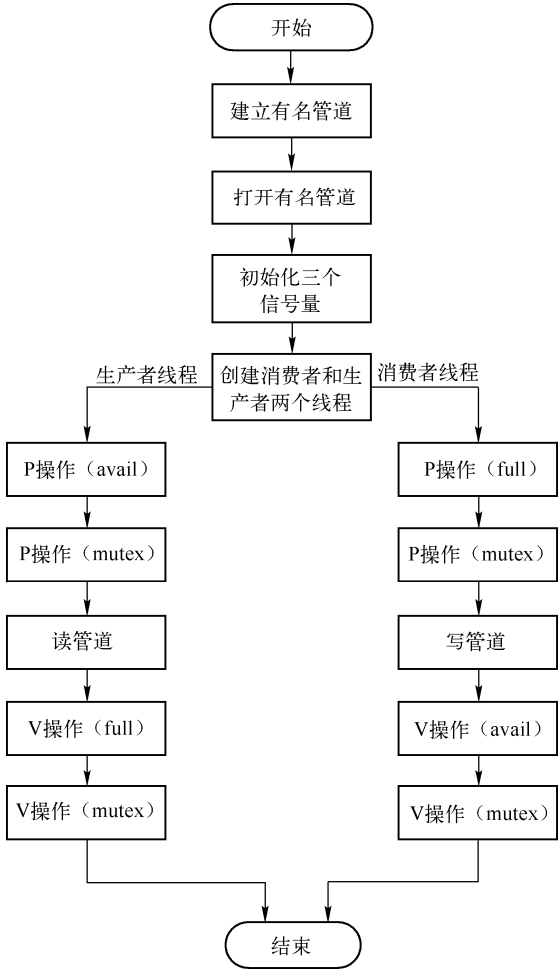 开始
建立有名管道
打开有名管道
初始化三个
信号量
创建消费者和生
产者两个线程
生产者线程
消费者线程
P操作（avail）
P操作（mutex）
读管道
V操作（full）
V操作（mutex）
P操作（full）
P操作（mutex）
写管道
V操作（avail）
V操作（mutex）
结束